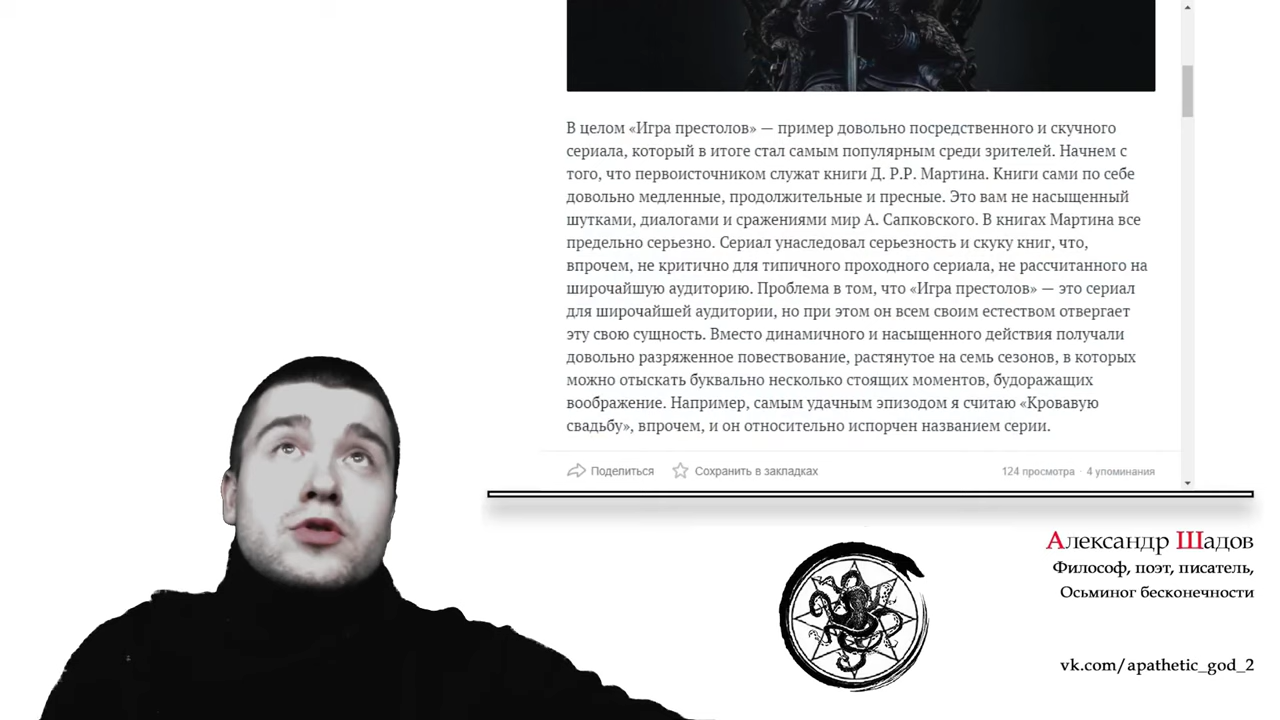 В целом «Игра престолов» — пример довольно посредственного и скучного
сериала, который в итоге стал самым популярным среди зрителей. Начнем с
того, что первоисточником служат книги Д. Р.Р. Мартина. Книги сами по себе
довольно медленные, продолжительные и пресные. Это вам не насыщенный
шутками, диалогами и сражениями мир А. Сапковского. В книгах Мартина все
предельно серьезно. Сериал унаследовал серьезность и скуку книг, что,
впрочем, не критично для типичного проходного сериала, не рассчитанного на
широчайшую аудиторию. Проблема в том, что «Игра престолов» — это сериал
для широчайшей аудитории, но при этом он всем своим естеством отвергает
эту свою сущность. Вместо динамичного и насыщенного действия получали
довольно разряженное повествование, растянутое на семь сезонов, в которых
можно отыскать буквально несколько стоящих моментов, будоражащих
воображение. Например, самым удачным эпизодом я считаю «Кровавую
свадьбу», впрочем, и он относительно испорчен названием серии.
Поделиться Сохранить в закладках 124 просмотра · 4 упоминания
Александр Шадов
Философ, поэт, писатель,
Осьминог бесконечности
vk.com/apathetic_god_2